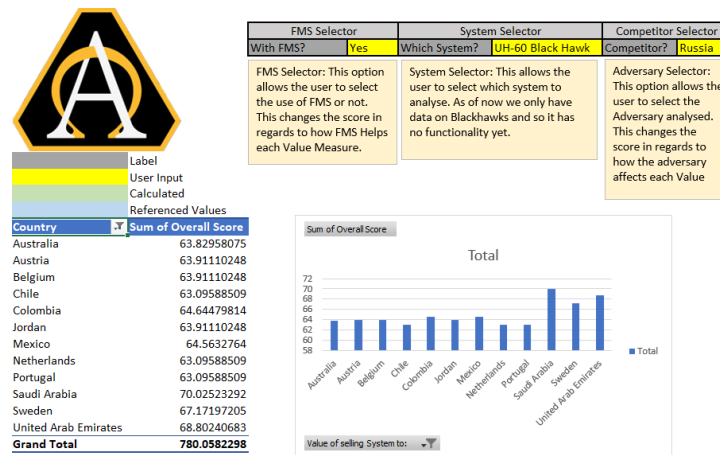 FMS Selector
System Selector
Competitor Selector
With FMS? Yes
Which System? UH-60 Black Hawk
Competitor? Russia
FMS Selector: This option
allows the user to select
the use of FMS or not.
This changes the score in
regards to how FMS Helps
each Value Measure.
System Selector: This allows the
user to select which system to
analyse. As of now we only have
data on Blackhawks and so it has
no functionality yet.
Adversary Selector:
This option allows the
user to select the
Adversary analysed.
This changes the
score in regards to
how the adversary
affects each Value
A
Label
User Input
Calculated
Referenced Values
Country Sum of Overall Score
Australia 63.82958075
Austria 63.91110248
Belgium 63.91110248
Chile 63.09588509
Colombia 64.64479814
Jordan 63.91110248
Mexico 64.5632764
Netherlands 63.09588509
Portugal 63.09588509
Saudi Arabia 70.02523292
Sweden 67.17197205
United Arab Emirates 68.80240683
Grand Total 780.0582298
Sum of Overall Score
Total
72
70
68
66
64
62
60
58
Australia
Austria
Belgium
Chile
Colombia
Jordan
Mexico
Netherlands
Portugal
Saudi Arabia
Sweden
United Arab Emirates
Total
Value of selling System to: